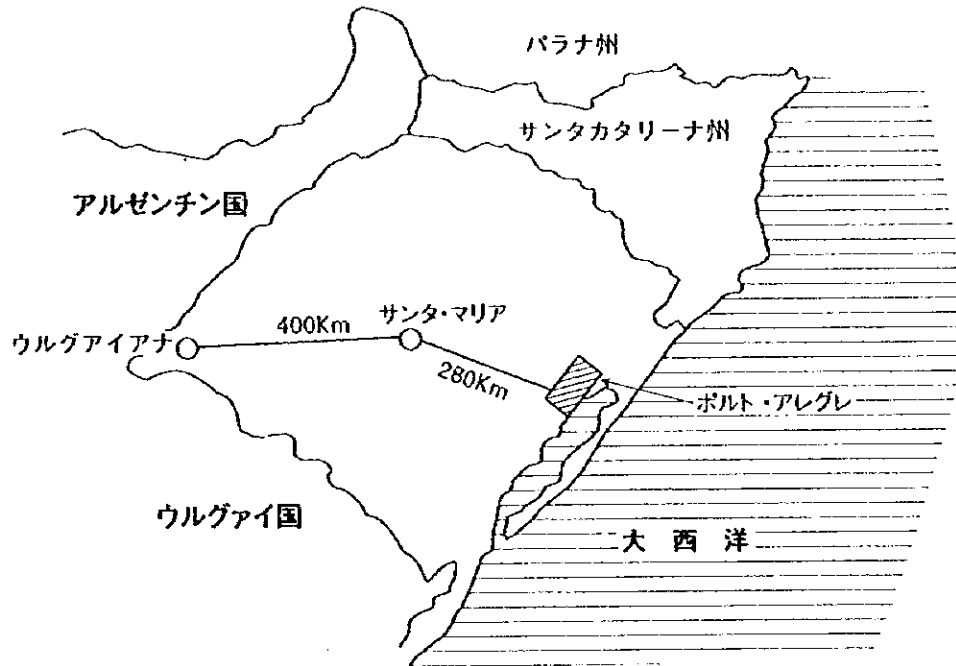 パラナ州
サンタカタリーナ州
アルゼンチン国
サンタ・マリア
400Km
ウルグアイアナ
280Km
ポルト・アレグレ
ウルグァイ国
大西洋